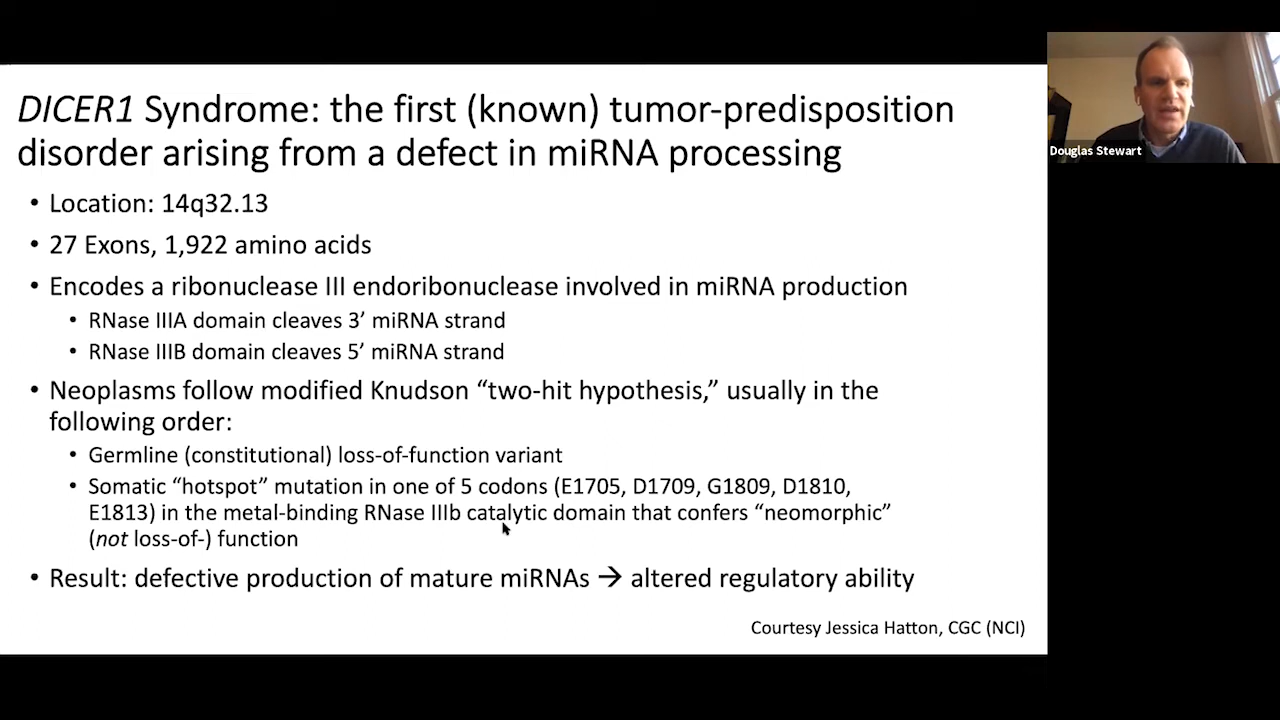 DICER1 Syndrome: the first (known) tumor-predisposition
disorder arising from a defect in miRNA processing
• Location: 14q32.13
• 27 Exons, 1,922 amino acids
• Encodes a ribonuclease III endoribonuclease involved in miRNA production
• RNase IIIA domain cleaves 3’ miRNA strand
• RNase IIIB domain cleaves 5’ miRNA strand
• Neoplasms follow modified Knudson “two-hit hypothesis,” usually in the
following order:
• Germline (constitutional) loss-of-function variant
• Somatic “hotspot” mutation in one of 5 codons (E1705, D1709, G1809, D1810,
E1813) in the metal-binding RNase IIIb catalytic domain that confers “neomorphic”
(not loss-of-) function
• Result: defective production of mature miRNAs → altered regulatory ability
Courtesy Jessica Hatton, CGC (NCI)
Douglas Stewart